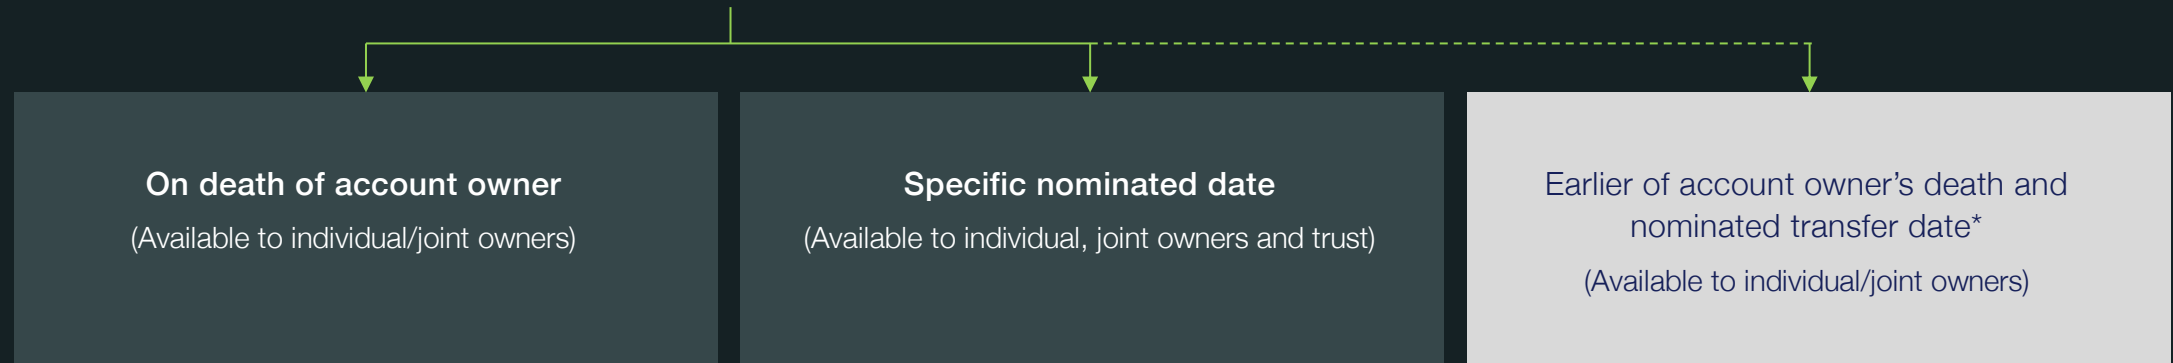 On death of account owner
(Available to individual/joint owners)
Specific nominated date
(Available to individual, joint owners and trust)
Earlier of account owner’s death and
nominated transfer date*
(Available to individual/joint owners)